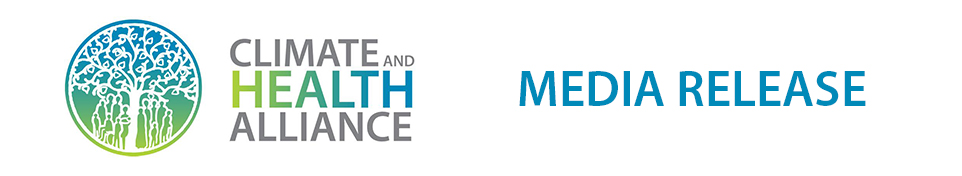 CLIMATE AND
HEALTH
ALLIANCE
MEDIA RELEASE